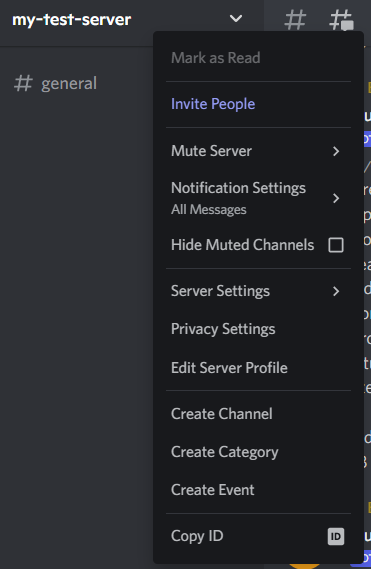 my-test-server
Mark as Read
# general
Invite People
Mute Server
Notification Settings
All Messages
Hide Muted Channels
Server Settings
Privacy Settings
Edit Server Profile
Create Channel
Create Category
Create Event
Copy ID
ID